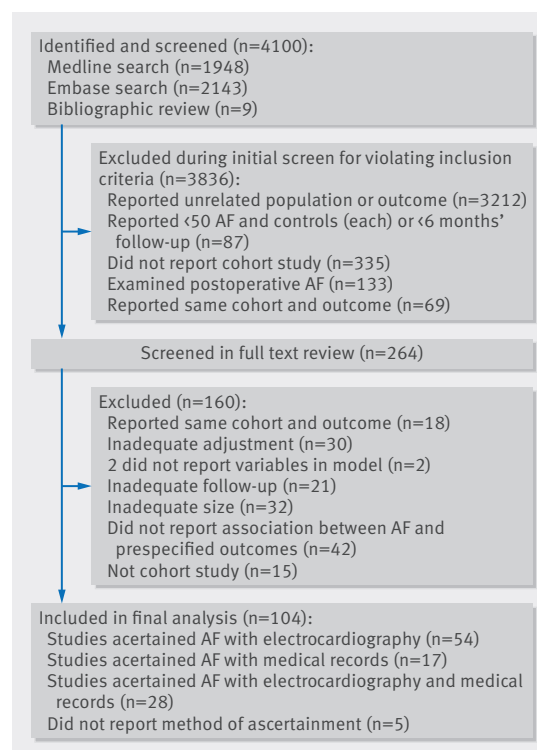 Identified and screened (n=4100):
Medline search (n=1948)
Embase search (n=2143)
Bibliographic review (n=9)
Excluded during initial screen for violating inclusion
criteria (n=3836):
Reported unrelated population or outcome (n=3212)
Reported <50 AF and controls (each) or <6 months'
follow-up (n=87)
Did not report cohort study (n=335)
Examined postoperative AF (n=133)
Reported same cohort and outcome (n=69)
Screened in full text review (n=264)
Excluded (n=160):
Reported same cohort and outcome (n=18)
Inadequate adjustment (n=30)
2 did not report variables in model (n=2)
Inadequate follow-up (n=21)
Inadequate size (n=32)
Did not report association between AF and
prespecified outcomes (n=42)
Not cohort study (n=15)
Included in final analysis (n=104):
Studies acertained AF with electrocardiography (n=54)
Studies acertained AF with medical records (n=17)
Studies acertained AF with electrocardiography and medical
records (n=28)
Did not report method of ascertainment (n=5)